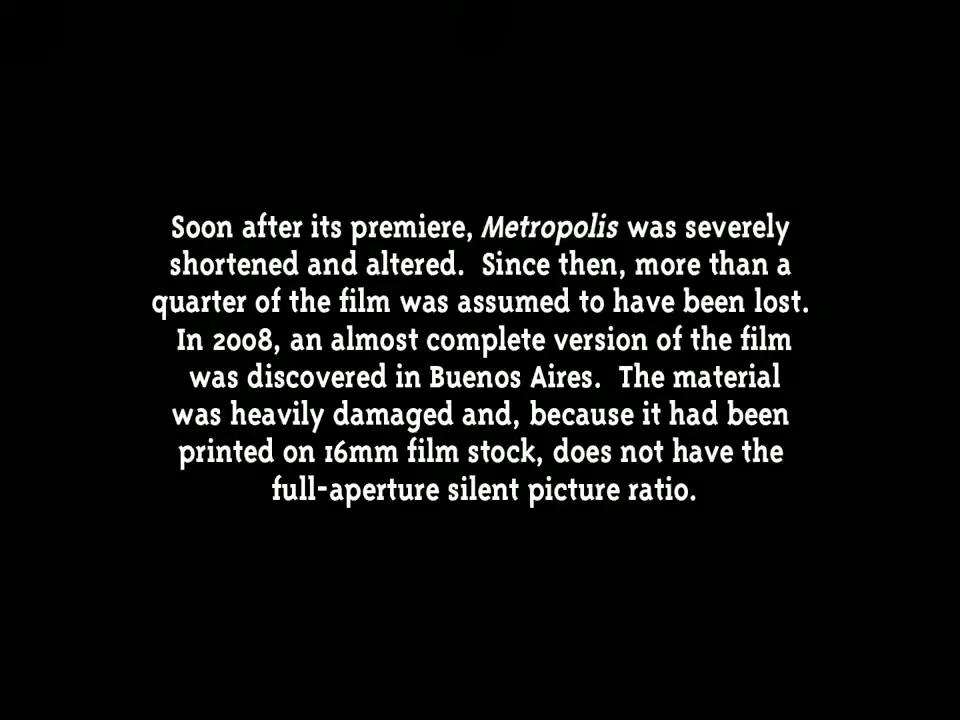 Soon after its premiere, Metropolis was severely
shortened and altered.  Since then, more than a
quarter of the film was assumed to have been lost.
In 2008, an almost complete version of the film
was discovered in Buenos Aires.  The material
was heavily damaged and, because it had been
printed on 16mm film stock, does not have the
full-aperture silent picture ratio.